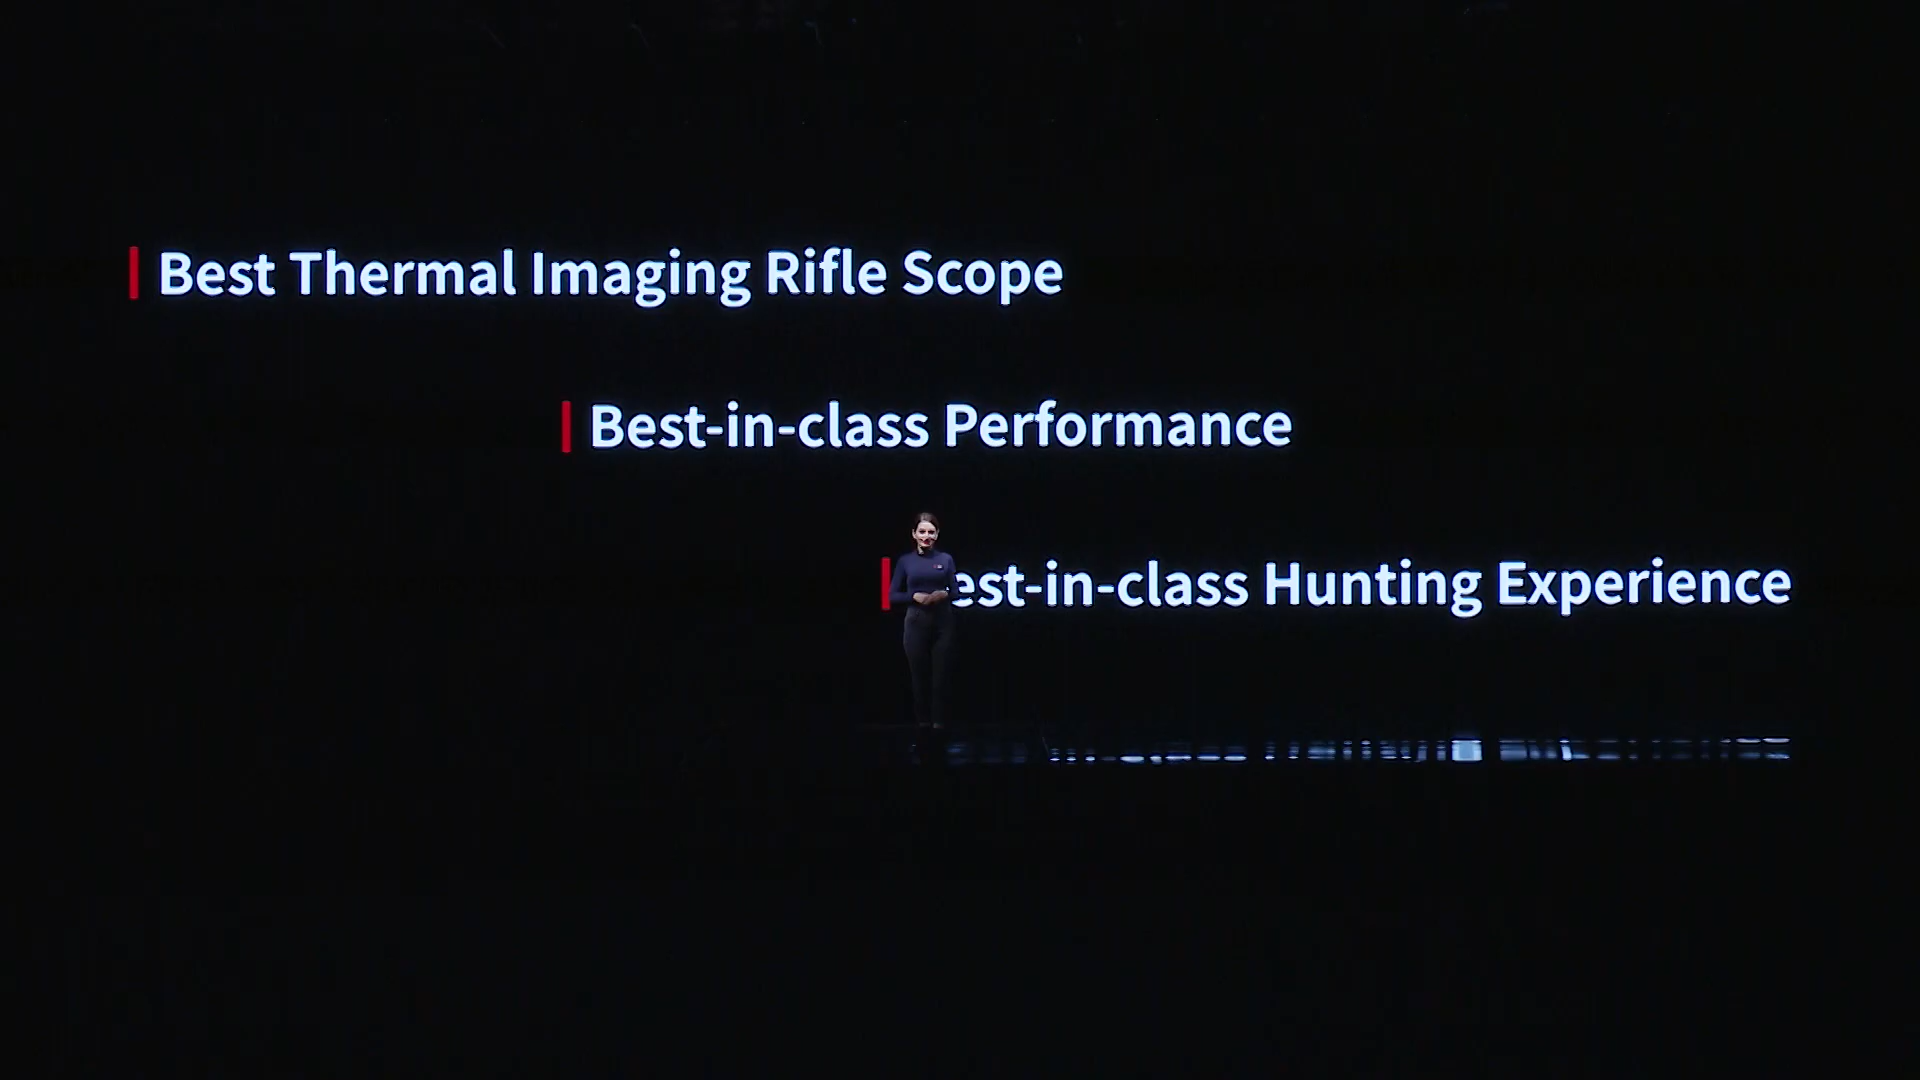 Best Thermal Imaging Rifle Scope
Best-in-class Performance
est-in-class Hunting Experience